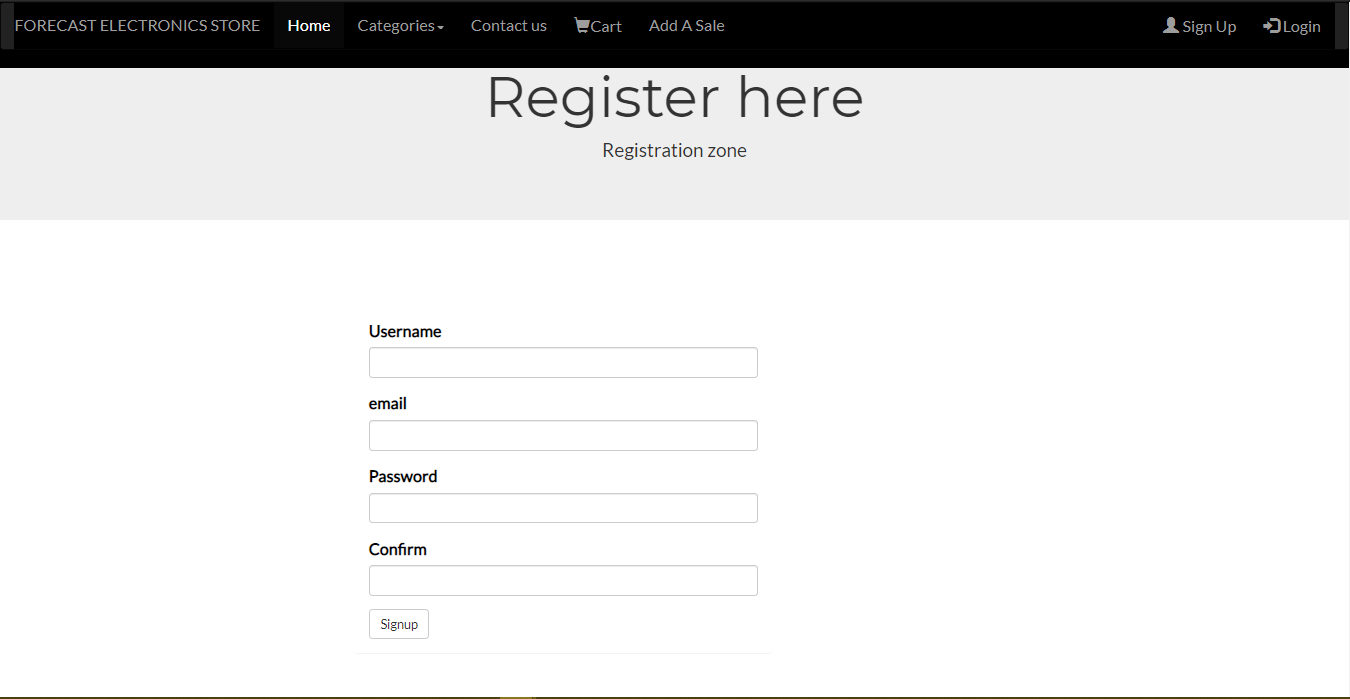 FORECAST ELECTRONICS STORE Home Categories Contact us Cart Add A Sale Sign Up Login
Register here
Registration zone
Username
email
Password
Confirm
Signup